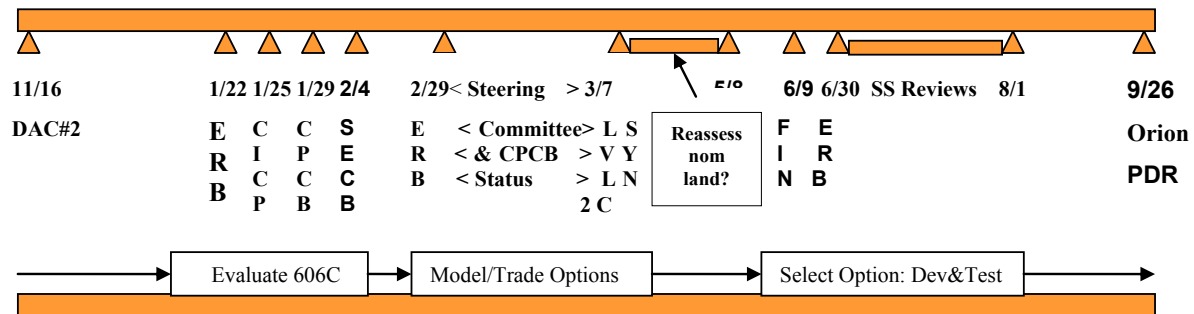 11/16 1/22 1/25 1/29 2/4 2/29< Steering > 3/7 5/8 6/9 6/30 SS Reviews 8/1 9/26
DAC#2 E C C S E < Committee> L S Reassess F E Orion
R I P E R < & CPCB > V Y nom I R
B C C C B < Status > L N land? N B PDR
P B B 2 C
Evaluate 606C Model/Trade Options Select Option: Dev&Test